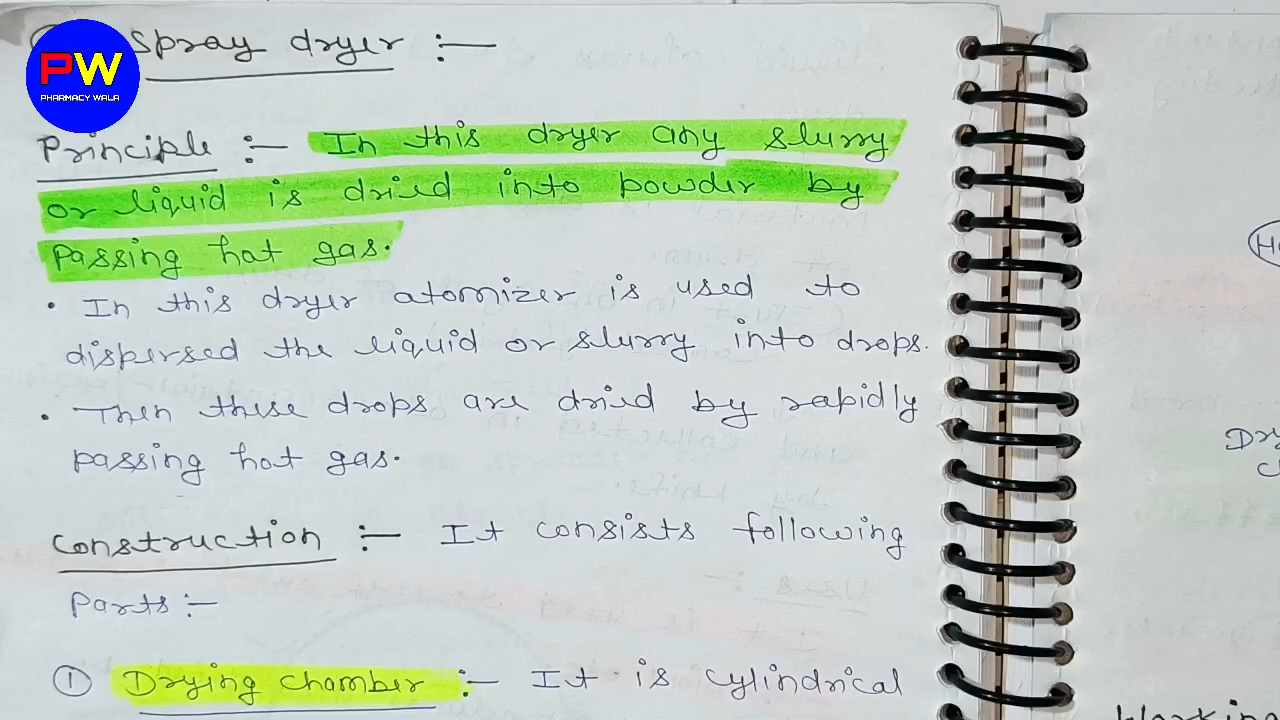 Spray dryer :-
PW
PHARMACY WALA
Principle :- In this dryer any slurry
or liquid is dried into powder by
passing hot gas.
• In this dryer atomizer is used to
dispersed the liquid or slurry into drops.
• Then these drops are dried by rapidly
passing hot gas.
Construction :- It consists following
Parts :-
① Drying chamber :- It is cylindrical
Working